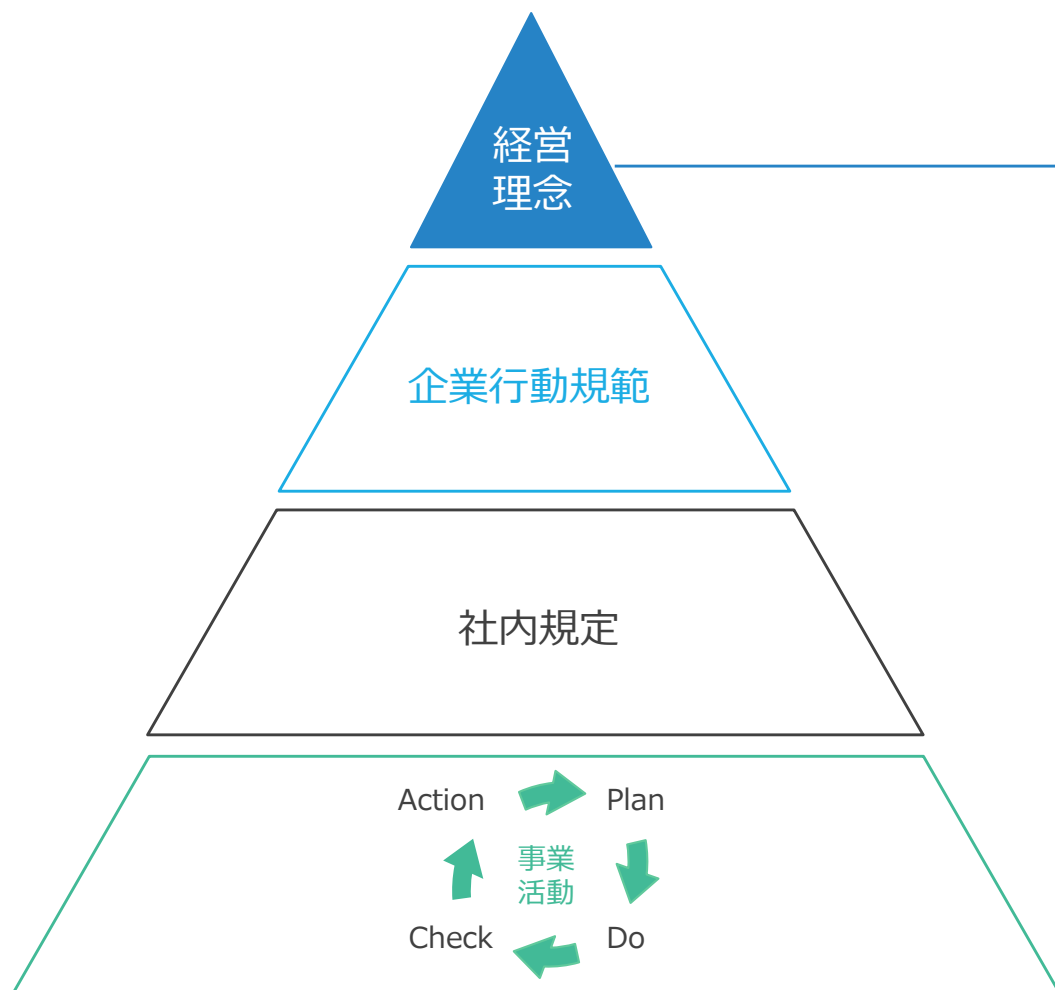 経営
理念
企業行動規範
社内規定
Action
Plan
事業
活動
Check
Do